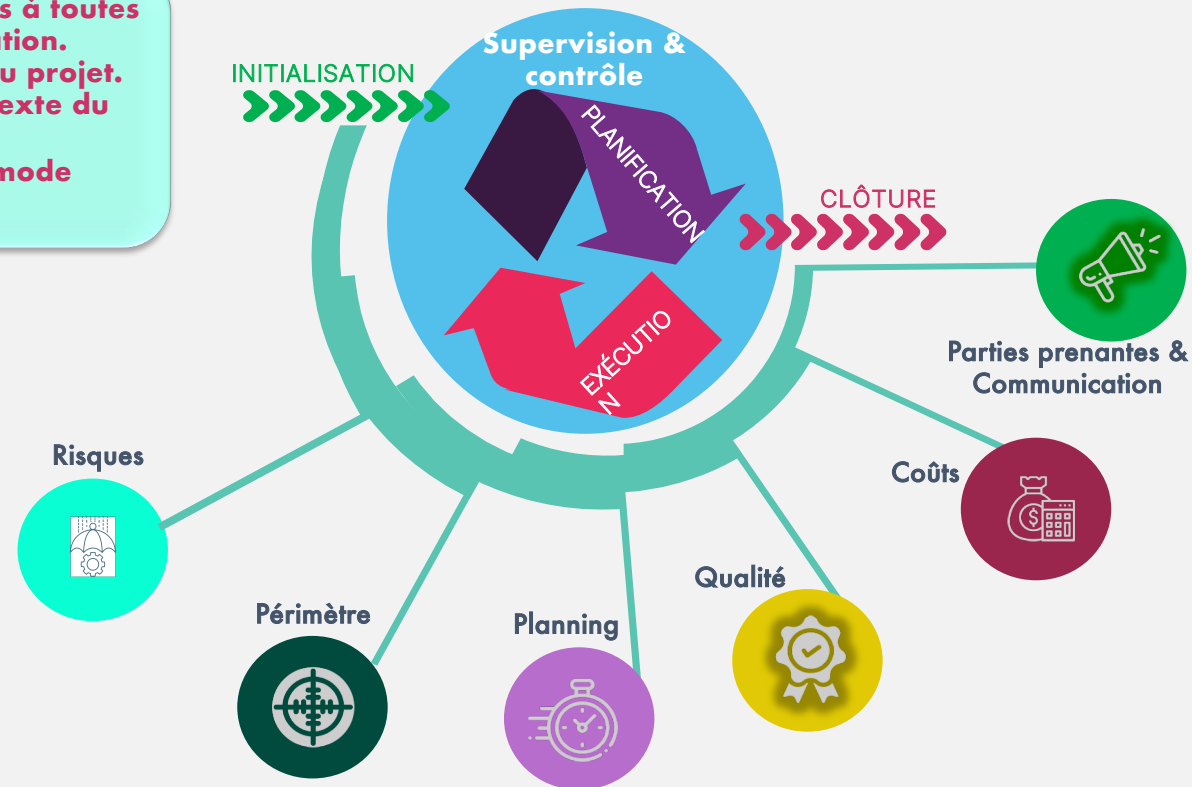 s à toutes
tion.
u projet.
exte du
mode
INITIALISATION
Supervision &
contrôle
PLANIFICATION
EXÉCUTIO
N
CLÔTURE
Parties prenantes &
Communication
Coûts
Qualité
Planning
Périmètre
Risques